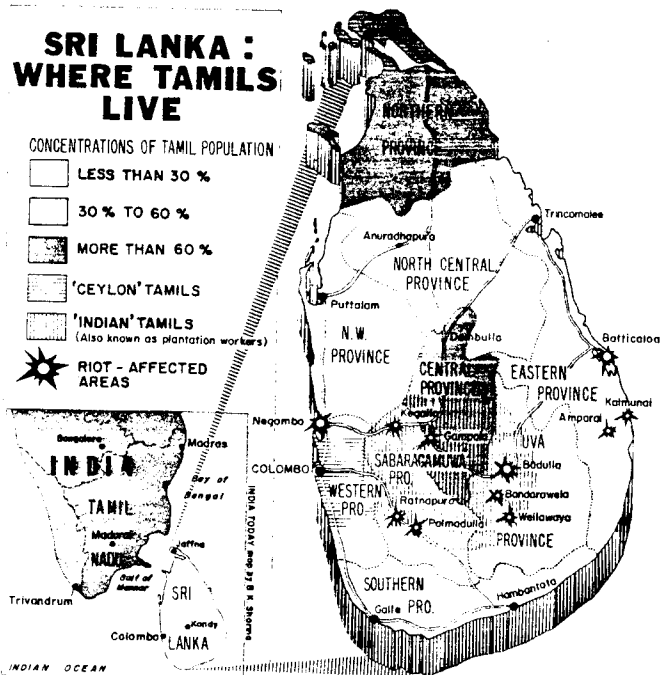 SRI LANKA :
WHERE TAMILS
LIVE
CONCENTRATIONS OF TAMIL POPULATION
LESS THAN 30 %
30 % TO 60 %
MORE THAN 60 %
'CEYLON' TAMILS
'INDIAN' TAMILS
(Also known as plantation workers)
RIOT - AFFECTED
AREAS
NORTHERN
PROVINCE
Trincomalee
Anuradhapura
NORTH CENTRAL
PROVINCE
Puttalam
N.W.
PROVINCE
Dambulla
Batticaloa
CENTRAL
PROVINCE
EASTERN
PROVINCE
Kalmunai
Amparai
Negombo
Kegalla
UVA
COLOMBO
SABARAGAMUWA
PRO.
Badulla
WESTERN
PRO.
Ratnapura
Bandarawela
Wellawaya
PROVINCE
SOUTHERN
PRO.
Hambantota
Galle
Bangalore
Madras
INDIA
Bay of
Bengal
TAMIL
NADU
Madurai
Jaffna
Gulf of
Mannar
Trivandrum
SRI
LANKA
Kandy
Colombo
INDIAN OCEAN
INDIA TODAY map by B. K. Sharma